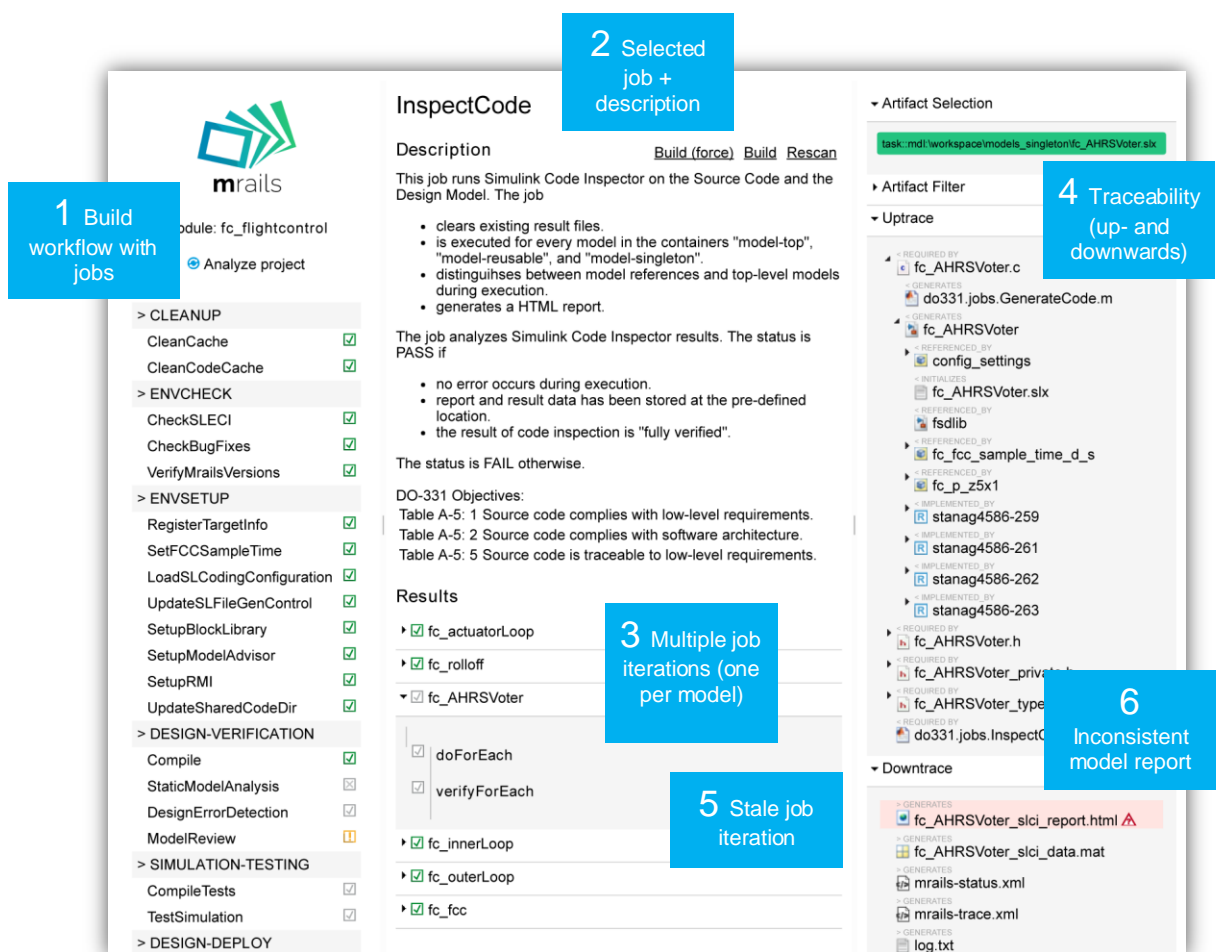 2 Selected
job +
description
mrails
1 Build
workflow with
jobs
odule: fc_flightcontrol
Analyze project
> CLEANUP
CleanCache
CleanCodeCache
> ENVCHECK
CheckSLECI
CheckBugFixes
VerifyMrailsVersions
> ENVSETUP
RegisterTargetInfo
SetFCCSampleTime
LoadSLCodingConfiguration
UpdateSLFileGenControl
SetupBlockLibrary
SetupModelAdvisor
SetupRMI
UpdateSharedCodeDir
> DESIGN-VERIFICATION
Compile
StaticModelAnalysis
DesignErrorDetection
ModelReview
> SIMULATION-TESTING
CompileTests
TestSimulation
> DESIGN-DEPLOY
InspectCode
Description Build (force) Build Rescan
This job runs Simulink Code Inspector on the Source Code and the
Design Model. The job
• clears existing result files.
• is executed for every model in the containers "model-top",
"model-reusable", and "model-singleton".
• distinguihses between model references and top-level models
during execution.
• generates a HTML report.
The job analyzes Simulink Code Inspector results. The status is
PASS if
• no error occurs during execution.
• report and result data has been stored at the pre-defined
location.
• the result of code inspection is "fully verified".
The status is FAIL otherwise.
DO-331 Objectives:
Table A-5: 1 Source code complies with low-level requirements.
Table A-5: 2 Source code complies with software architecture.
Table A-5: 5 Source code is traceable to low-level requirements.
Results
fc_actuatorLoop
fc_rolloff
fc_AHRSVoter
doForEach
verifyForEach
fc_innerLoop
fc_outerLoop
fc_fcc
3 Multiple job
iterations (one
per model)
5 Stale job
iteration
Artifact Selection
task::mdl:\workspace\models_singleton\fc_AHRSVoter.slx
Artifact Filter
4 Traceability
(up- and
downwards)
Uptrace
< REQUIRED BY
fc_AHRSVoter.c
< GENERATES
do331.jobs.GenerateCode.m
< GENERATES
fc_AHRSVoter
< REFERENCED_BY
config_settings
< INITIALIZES
fc_AHRSVoter.slx
< REFERENCED_BY
fsdlib
< REFERENCED_BY
fc_fcc_sample_time_d_s
< REFERENCED_BY
fc_p_z5x1
< IMPLEMENTED_BY
R stanag4586-259
< IMPLEMENTED_BY
R stanag4586-261
< IMPLEMENTED_BY
R stanag4586-262
< IMPLEMENTED_BY
R stanag4586-263
< REQUIRED BY
fc_AHRSVoter.h
< REQUIRED BY
fc_AHRSVoter_private.h
< REQUIRED BY
fc_AHRSVoter_type
< REQUIRED BY
do331.jobs.InspectC
6
Inconsistent
model report
Downtrace
> GENERATES
fc_AHRSVoter_slci_report.html
> GENERATES
fc_AHRSVoter_slci_data.mat
> GENERATES
mrails-status.xml
> GENERATES
mrails-trace.xml
> GENERATES
log.txt